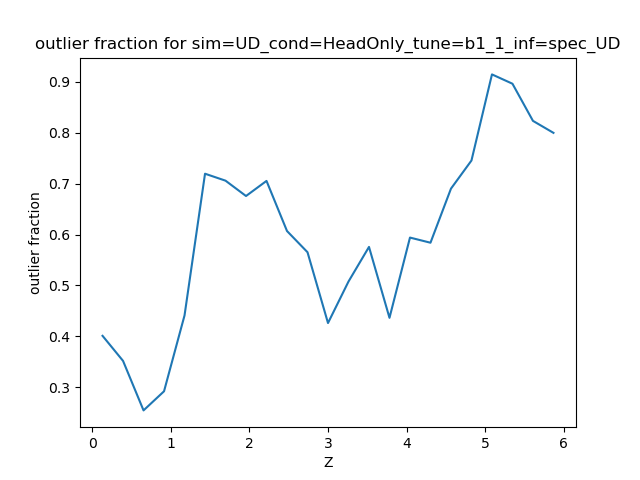 outlier fraction for sim=UD_cond=HeadOnly_tune=b1_1_inf=spec_UD
0.9
0.8
0.7
0.6
0.5
0.4
0.3
outlier fraction
0 1 2 3 4 5 6
Z